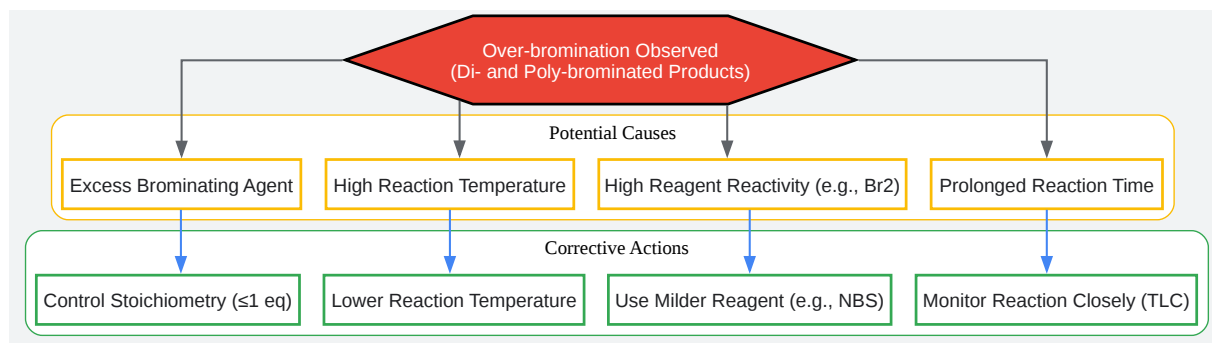 Over-bromination Observed
(Di- and Poly-brominated Products)
Potential Causes
Excess Brominating Agent
High Reaction Temperature
High Reagent Reactivity (e.g., Br2)
Prolonged Reaction Time
Corrective Actions
Control Stoichiometry (≤1 eq)
Lower Reaction Temperature
Use Milder Reagent (e.g., NBS)
Monitor Reaction Closely (TLC)